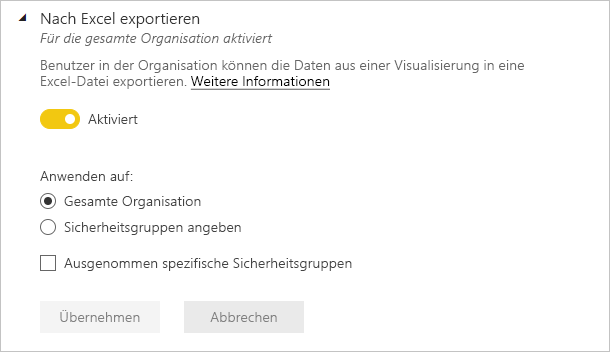 Nach Excel exportieren
Für die gesamte Organisation aktiviert
Benutzer in der Organisation können die Daten aus einer Visualisierung in eine
Excel-Datei exportieren. Weitere Informationen
Aktiviert
Anwenden auf:
Gesamte Organisation
Sicherheitsgruppen angeben
Ausgenommen spezifische Sicherheitsgruppen
Übernehmen Abbrechen